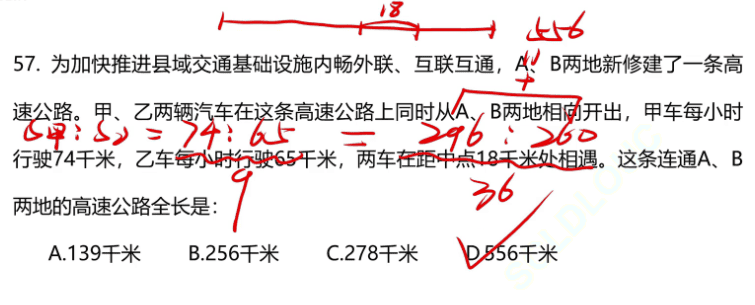 18
556
57. 为加快推进县域交通基础设施内畅外联、互联互通，A、B两地新修建了一条高
速公路。甲、乙两辆汽车在这条高速公路上同时从A、B两地相向开出，甲车每小时
S甲:S乙 = 74:65 = 296:260
行驶74千米，乙车每小时行驶65千米，两车在距中点18千米处相遇。这条连通A、B
9 36
两地的高速公路全长是：
A.139千米 B.256千米 C.278千米 D.556千米